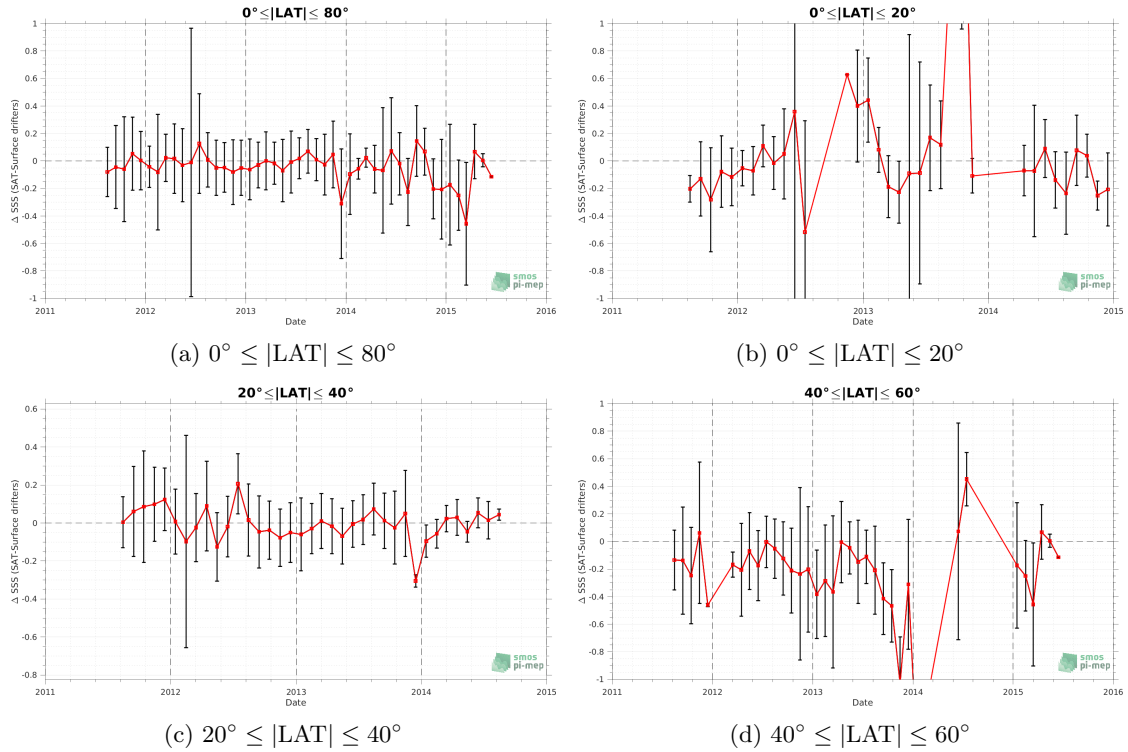 0°≤|LAT|≤ 80°
Δ SSS (SAT-Surface drifters)
1
0.8
0.6
0.4
0.2
0
-0.2
-0.4
-0.6
-0.8
-1
2011
2012
2013
2014
2015
2016
Date
smos
pi-mep
(a) 0° ≤ |LAT| ≤ 80°
0°≤|LAT|≤ 20°
Δ SSS (SAT-Surface drifters)
1
0.8
0.6
0.4
0.2
0
-0.2
-0.4
-0.6
-0.8
-1
2011
2012
2013
2014
2015
Date
smos
pi-mep
(b) 0° ≤ |LAT| ≤ 20°
20°≤|LAT|≤ 40°
Δ SSS (SAT-Surface drifters)
0.6
0.4
0.2
0
-0.2
-0.4
-0.6
-0.8
2011
2012
2013
2014
2015
Date
smos
pi-mep
(c) 20° ≤ |LAT| ≤ 40°
40°≤|LAT|≤ 60°
Δ SSS (SAT-Surface drifters)
1
0.8
0.6
0.4
0.2
0
-0.2
-0.4
-0.6
-0.8
-1
2011
2012
2013
2014
2015
2016
Date
smos
pi-mep
(d) 40° ≤ |LAT| ≤ 60°